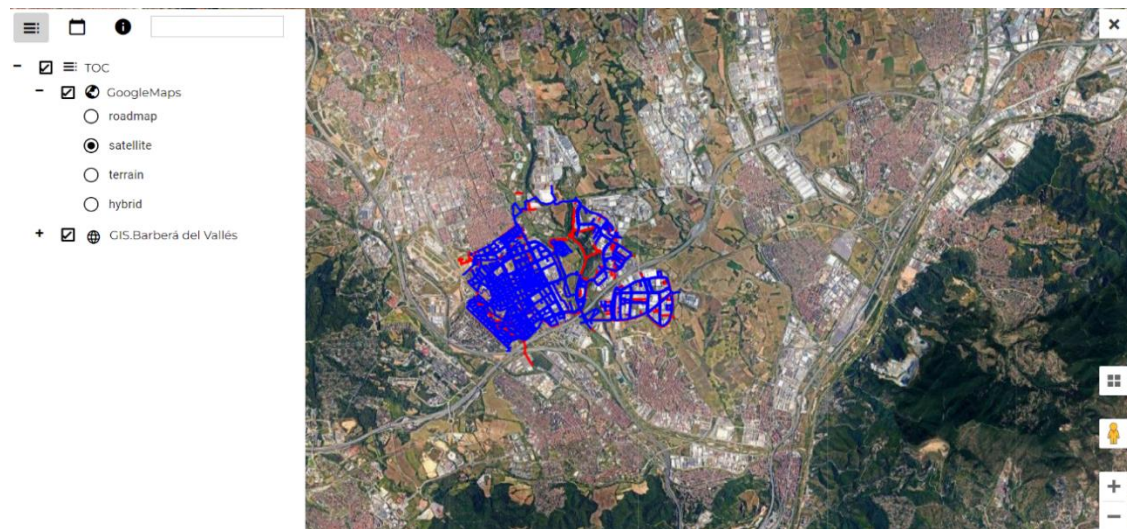 TOC
GoogleMaps
roadmap
satellite
terrain
hybrid
GIS.Barberá del Vallés